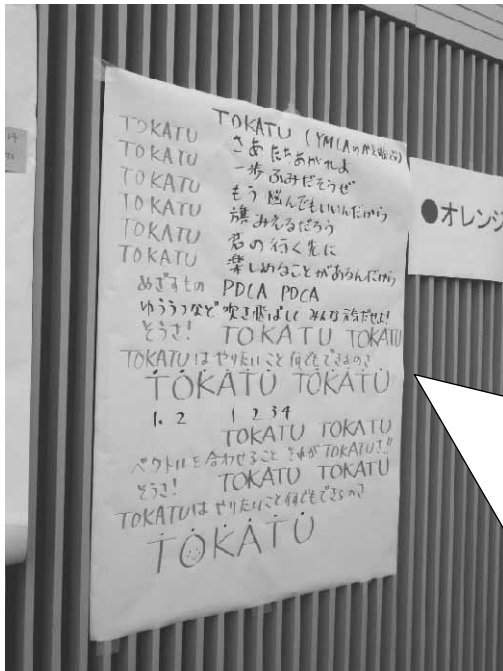 TOKATU (YMCAのかえ歌)
TOKATU さあ たちあがれよ
TOKATU 一歩 ふみだそうぜ
TOKATU もう 悩んでもいいんだから
TOKATU 旗 みえるだろう
TOKATU 君の行く先に
TOKATU 楽しめることがあるんだから
めざすもの PDCA PDCA
ゆううつなど 吹き飛ばして みんな 元気だせよ!
そうさ! TOKATU TOKATU
TOKATUは やりたいこと 何でもできるのさ
TOKATU TOKATU
1. 2 1 2 3 4
TOKATU TOKATU
ベクトルを合わせること それがTOKATUさ!!
そうさ! TOKATU TOKATU
TOKATUは やりたいこと何でもできるのさ
TOKATU
●オレンジ